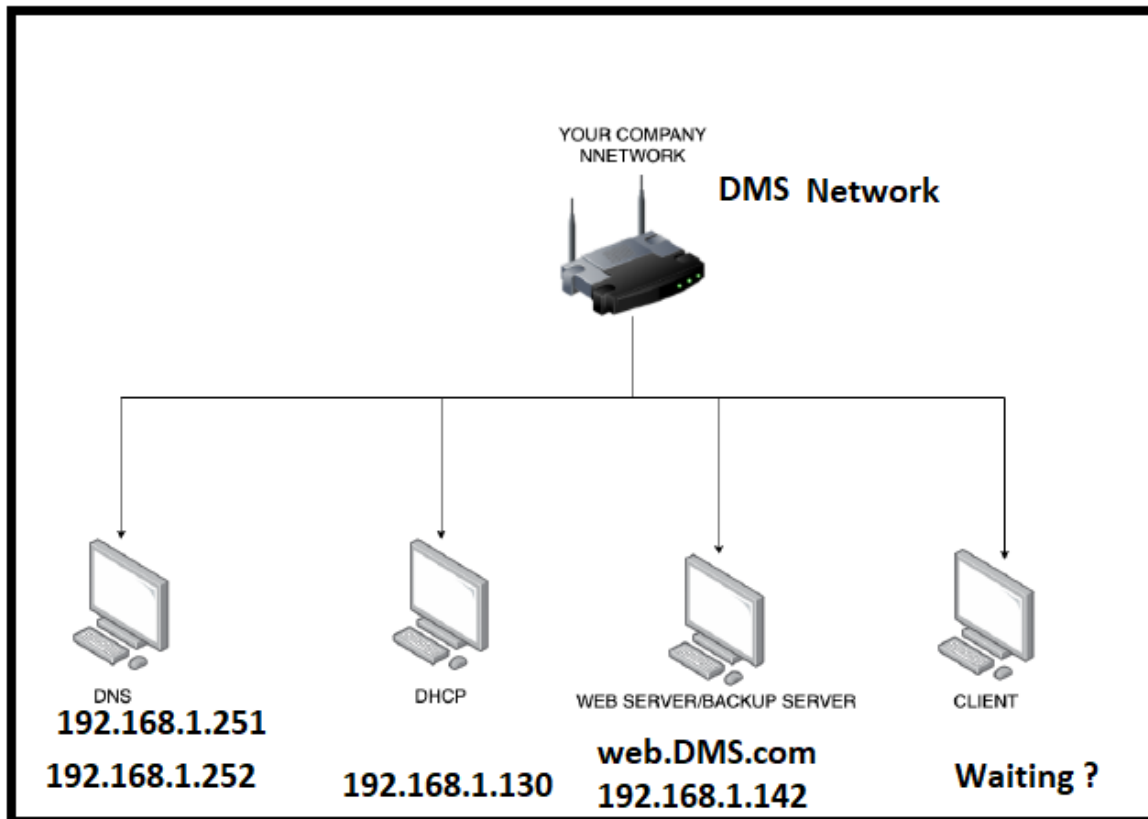 YOUR COMPANY
NNETWORK
DMS Network
DNS
192.168.1.251
192.168.1.252
DHCP
192.168.1.130
WEB SERVER/BACKUP SERVER
web.DMS.com
192.168.1.142
CLIENT
Waiting ?